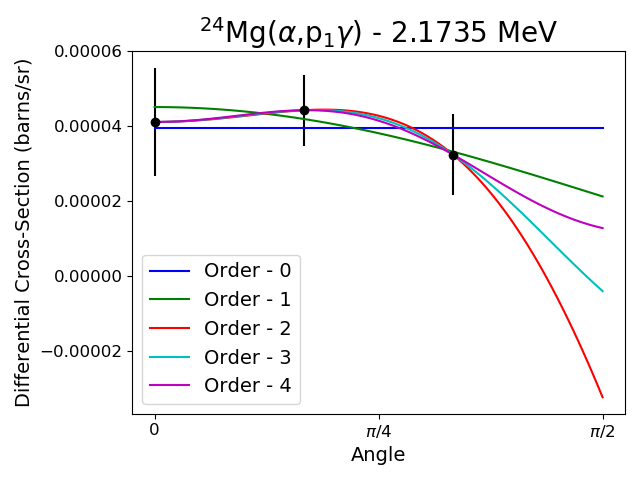 ²⁴Mg(α,p₁γ) - 2.1735 MeV
Differential Cross-Section (barns/sr)
0.00006
0.00004
0.00002
0.00000
−0.00002
Order - 0
Order - 1
Order - 2
Order - 3
Order - 4
0 π/4 π/2
Angle